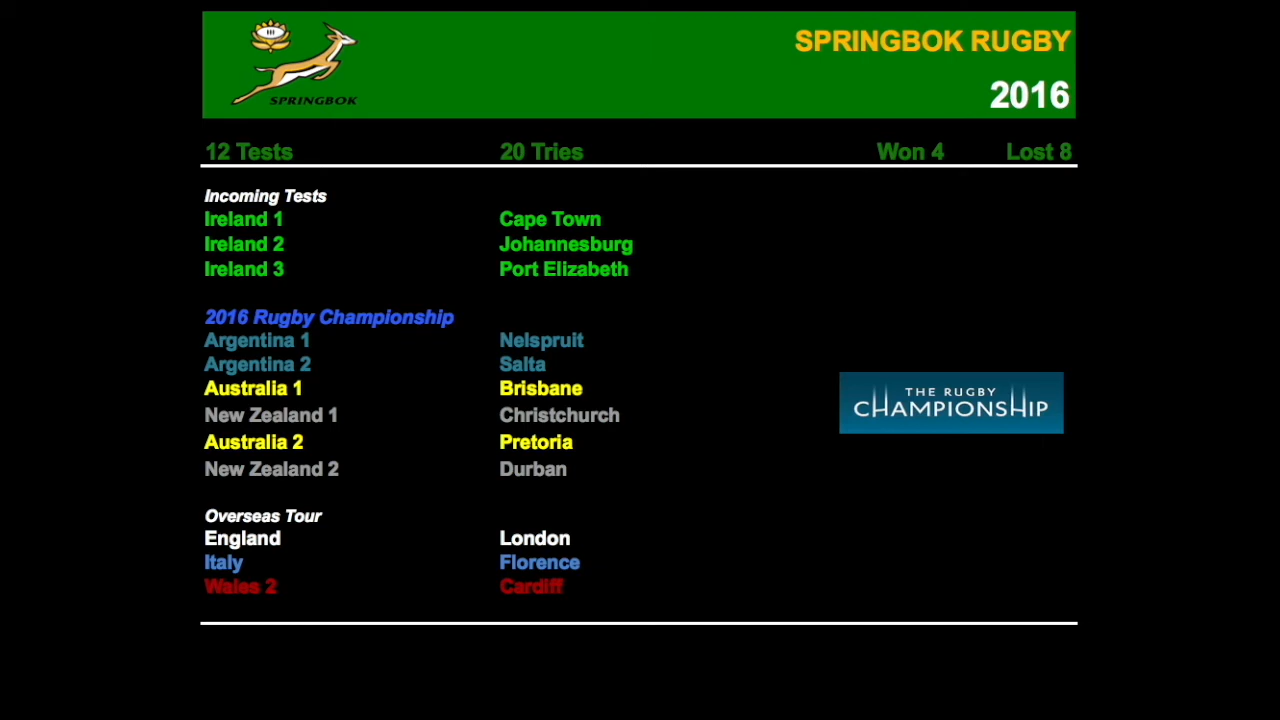 SPRINGBOK
SPRINGBOK RUGBY
2016
12 Tests 20 Tries Won 4 Lost 8
Incoming Tests
Ireland 1 Cape Town
Ireland 2 Johannesburg
Ireland 3 Port Elizabeth
2016 Rugby Championship
Argentina 1 Nelspruit
Argentina 2 Salta
Australia 1 Brisbane
New Zealand 1 Christchurch
Australia 2 Pretoria
New Zealand 2 Durban
THE RUGBY
CHAMPIONSHIP
Overseas Tour
England London
Italy Florence
Wales 2 Cardiff